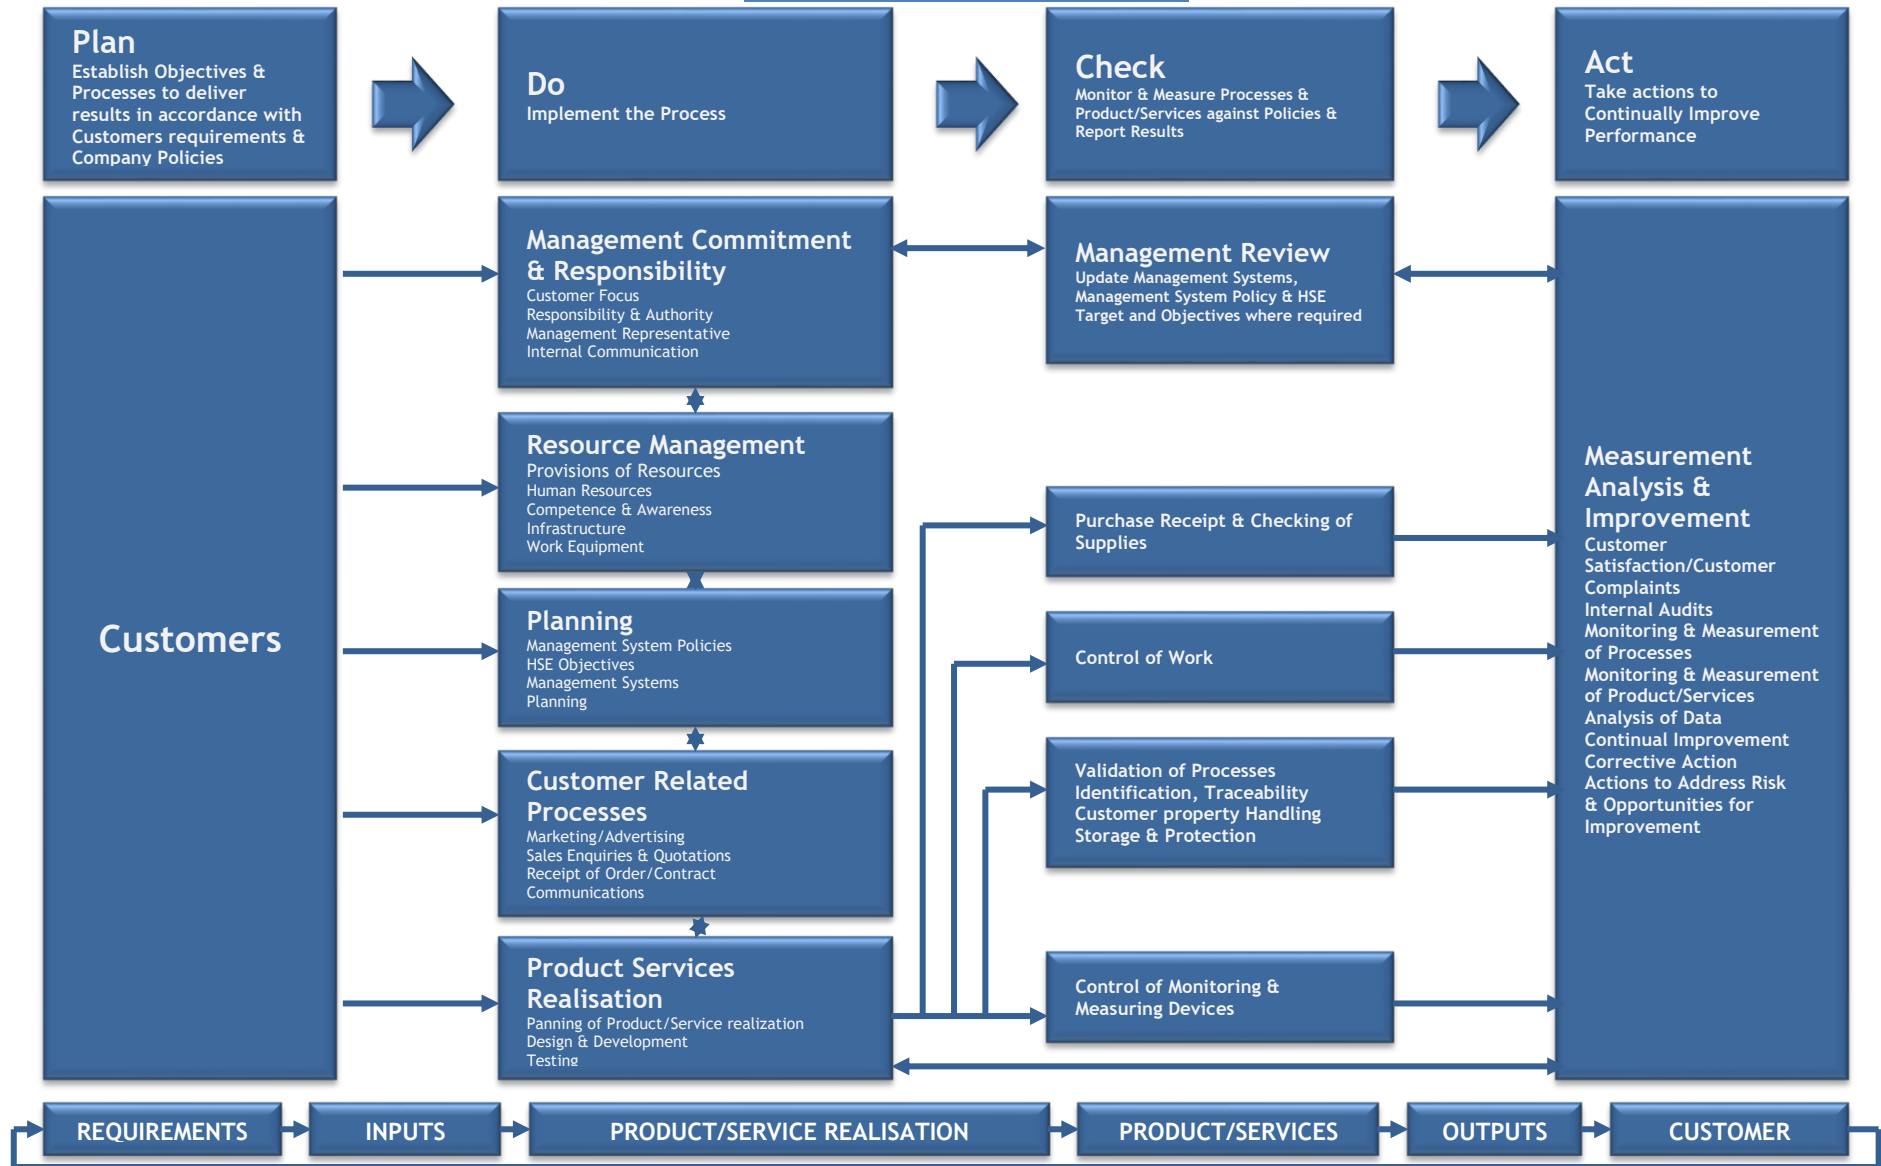 Plan
Establish Objectives &
Processes to deliver
results in accordance with
Customers requirements &
Company Policies
Do
Implement the Process
Check
Monitor & Measure Processes &
Product/Services against Policies &
Report Results
Act
Take actions to
Continually Improve
Performance
Customers
Management Commitment
& Responsibility
Customer Focus
Responsibility & Authority
Management Representative
Internal Communication
Management Review
Update Management Systems,
Management System Policy & HSE
Target and Objectives where required
Resource Management
Provisions of Resources
Human Resources
Competence & Awareness
Infrastructure
Work Equipment
Planning
Management System Policies
HSE Objectives
Management Systems
Planning
Customer Related
Processes
Marketing/Advertising
Sales Enquiries & Quotations
Receipt of Order/Contract
Communications
Product Services
Realisation
Panning of Product/Service realization
Design & Development
Testing
Purchase Receipt & Checking of
Supplies
Control of Work
Validation of Processes
Identification, Traceability
Customer property Handling
Storage & Protection
Control of Monitoring &
Measuring Devices
Measurement
Analysis &
Improvement
Customer
Satisfaction/Customer
Complaints
Internal Audits
Monitoring & Measurement
of Processes
Monitoring & Measurement
of Product/Services
Analysis of Data
Continual Improvement
Corrective Action
Actions to Address Risk
& Opportunities for
Improvement
REQUIREMENTS
INPUTS
PRODUCT/SERVICE REALISATION
PRODUCT/SERVICES
OUTPUTS
CUSTOMER